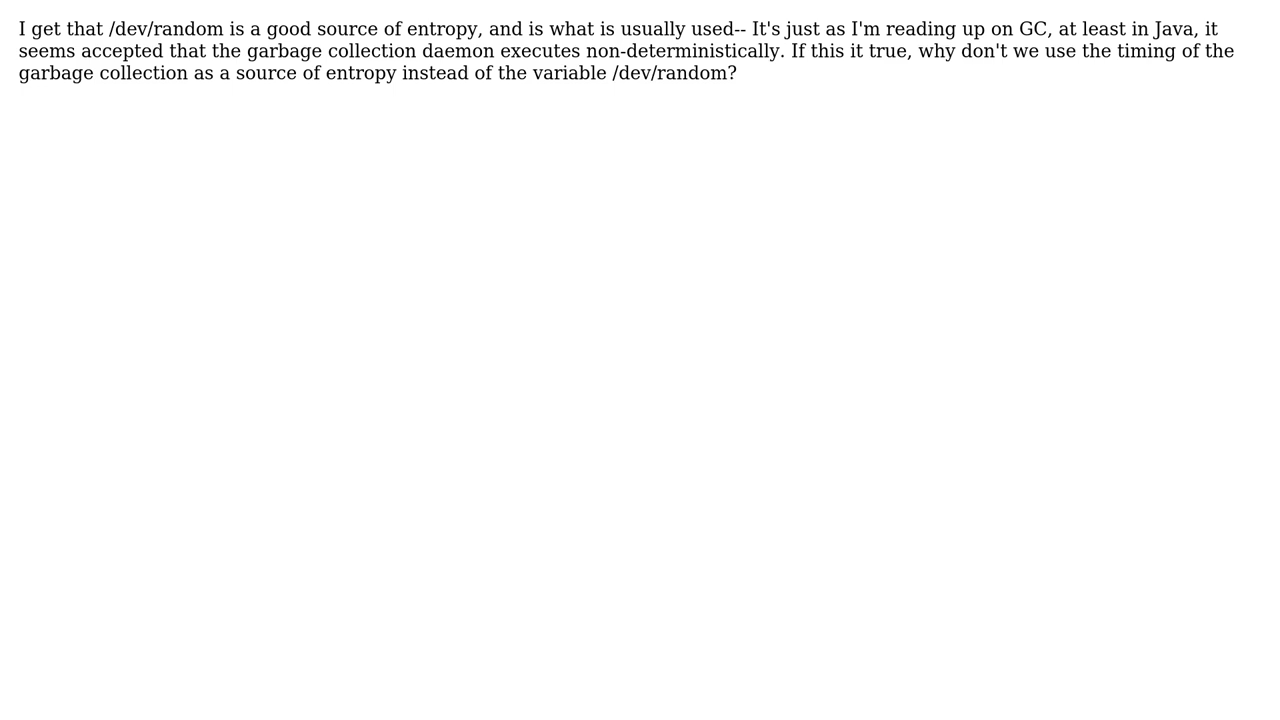 I get that /dev/random is a good source of entropy, and is what is usually used-- It's just as I'm reading up on GC, at least in Java, it
seems accepted that the garbage collection daemon executes non-deterministically. If this it true, why don't we use the timing of the
garbage collection as a source of entropy instead of the variable /dev/random?